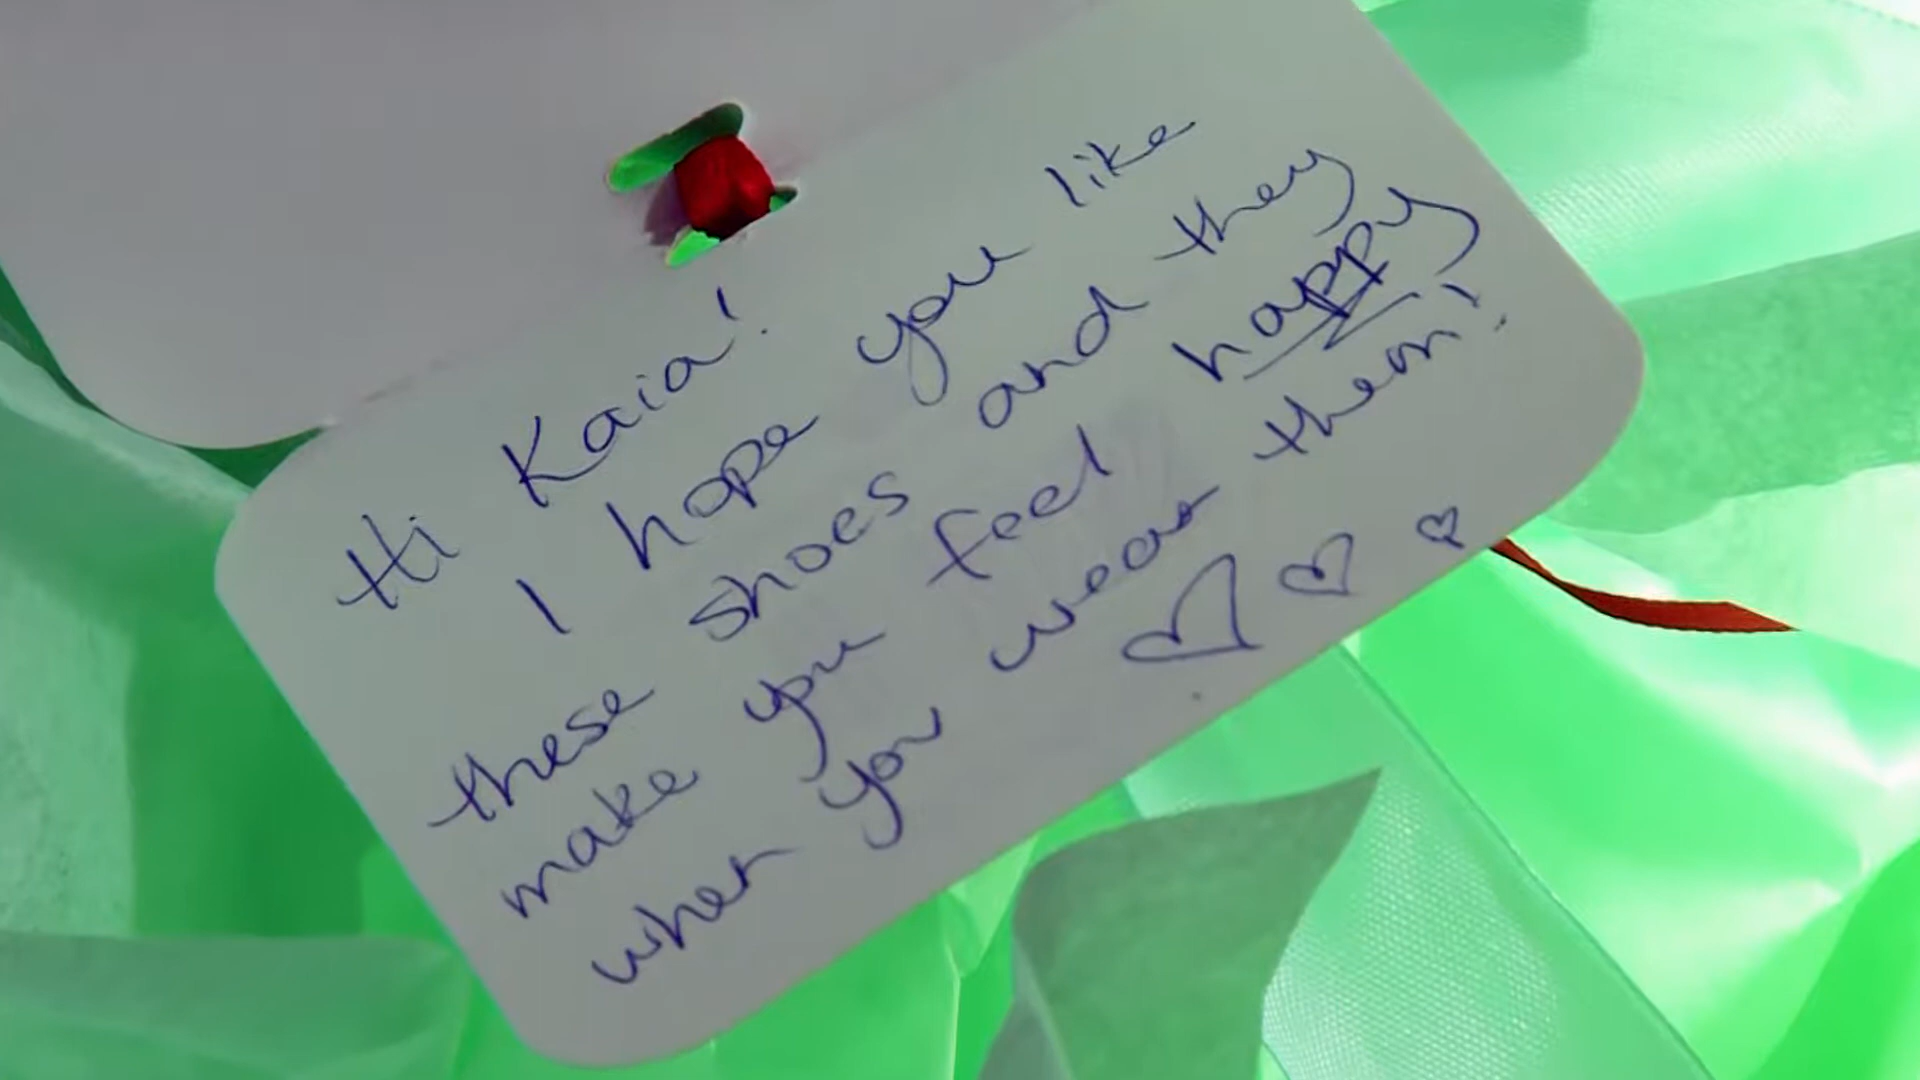 Hi Kaia!
I hope you like
these shoes and they
make you feel happy
when you wear them!